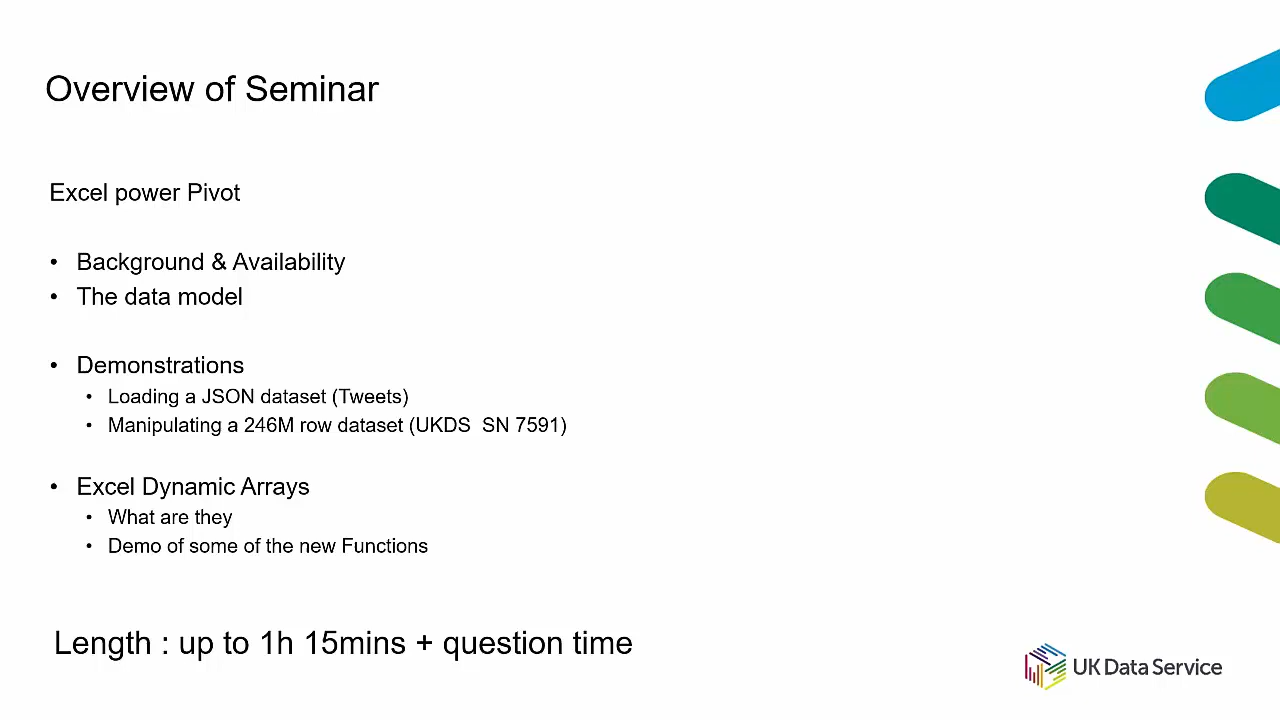 Overview of Seminar
Excel power Pivot
• Background & Availability
• The data model
• Demonstrations
• Loading a JSON dataset (Tweets)
• Manipulating a 246M row dataset (UKDS  SN 7591)
• Excel Dynamic Arrays
• What are they
• Demo of some of the new Functions
Length : up to 1h 15mins + question time
UK Data Service